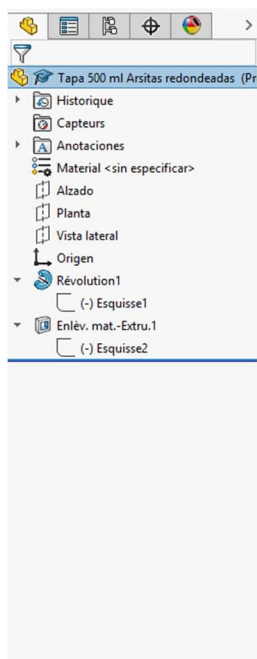 Tapa 500 ml Arsitas redondeadas (Pr
Historique
Capteurs
Anotaciones
Material <sin especificar>
Alzado
Planta
Vista lateral
Origen
Révolution1
(-) Esquisse1
Enlèv. mat.-Extru.1
(-) Esquisse2